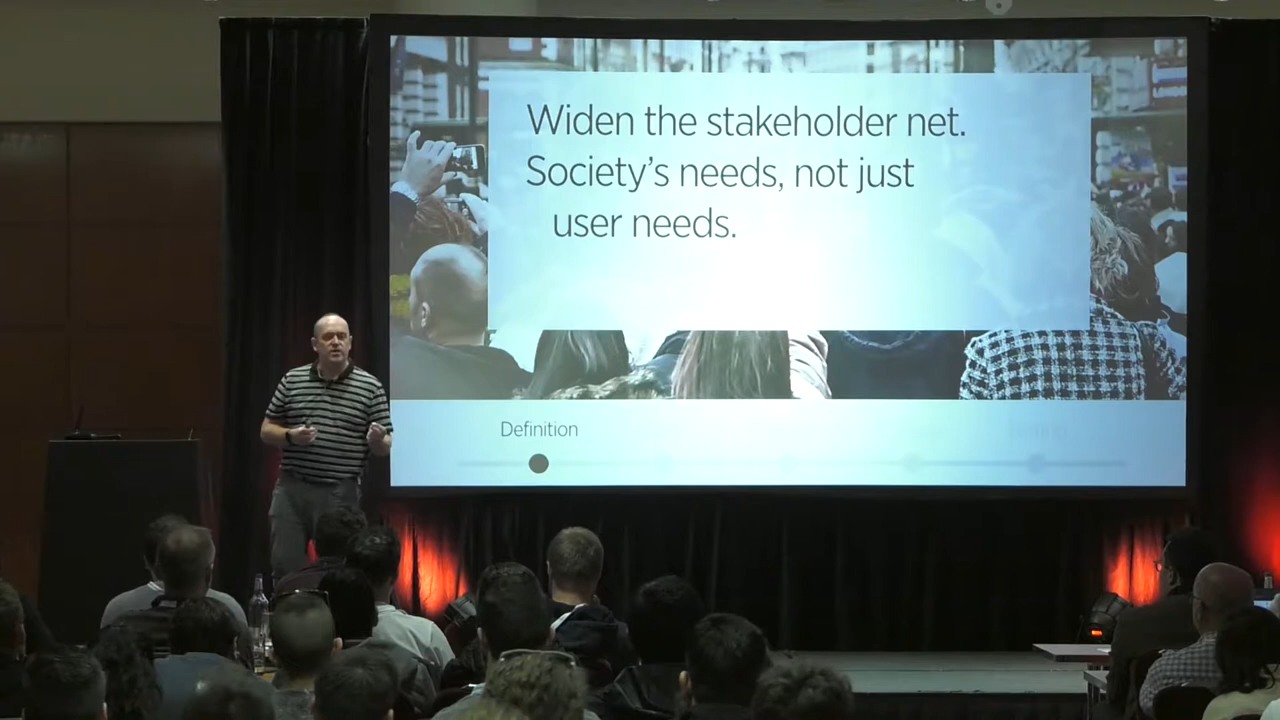 Widen the stakeholder net.
Society's needs, not just
user needs.
Definition